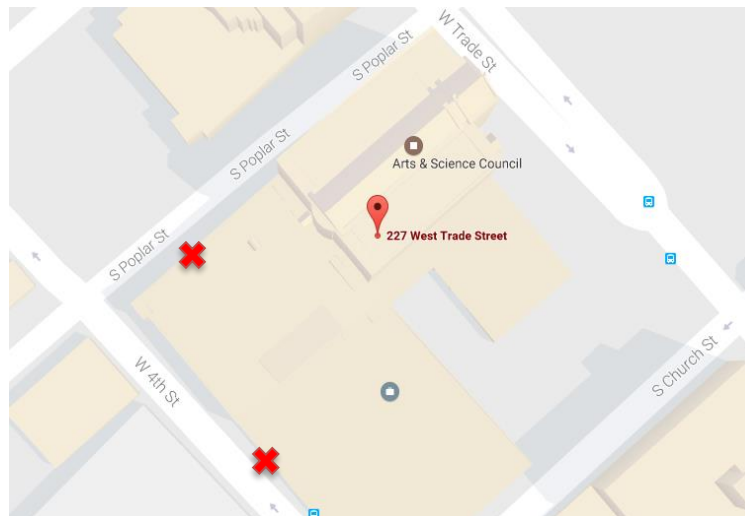 S Poplar St
W Trade St
S Poplar St
Arts & Science Council
227 West Trade Street
S Poplar St
S Church St
W 4th St